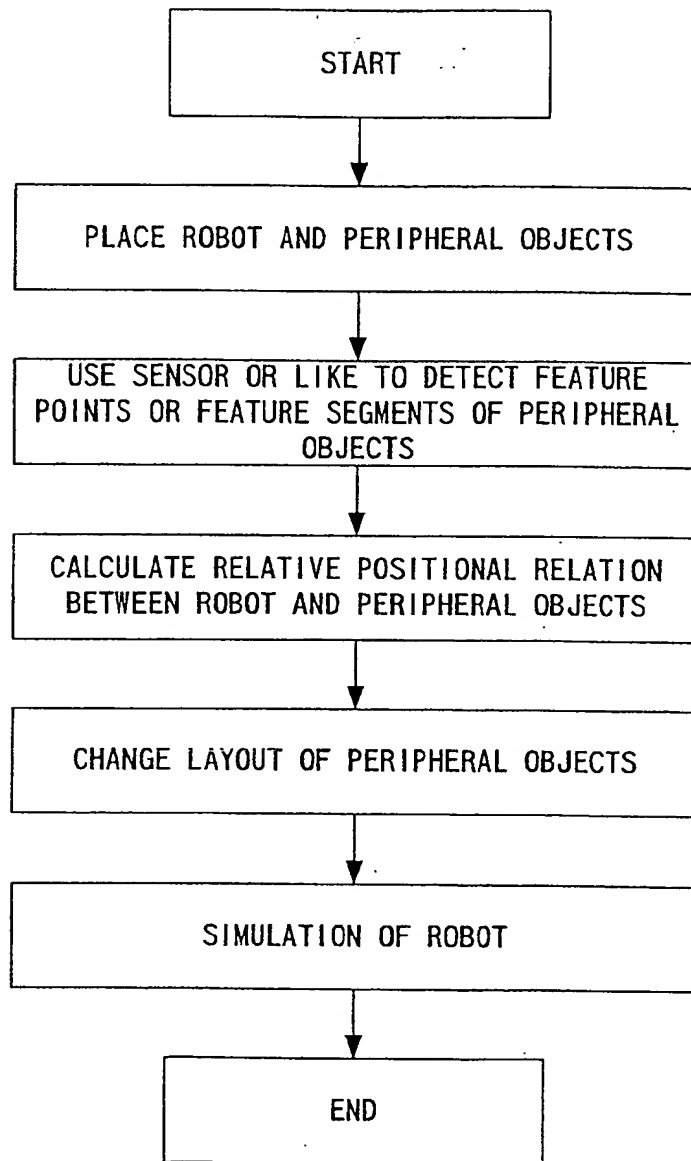 START
PLACE ROBOT AND PERIPHERAL OBJECTS
USE SENSOR OR LIKE TO DETECT FEATURE
POINTS OR FEATURE SEGMENTS OF PERIPHERAL
OBJECTS
CALCULATE RELATIVE POSITIONAL RELATION
BETWEEN ROBOT AND PERIPHERAL OBJECTS
CHANGE LAYOUT OF PERIPHERAL OBJECTS
SIMULATION OF ROBOT
END